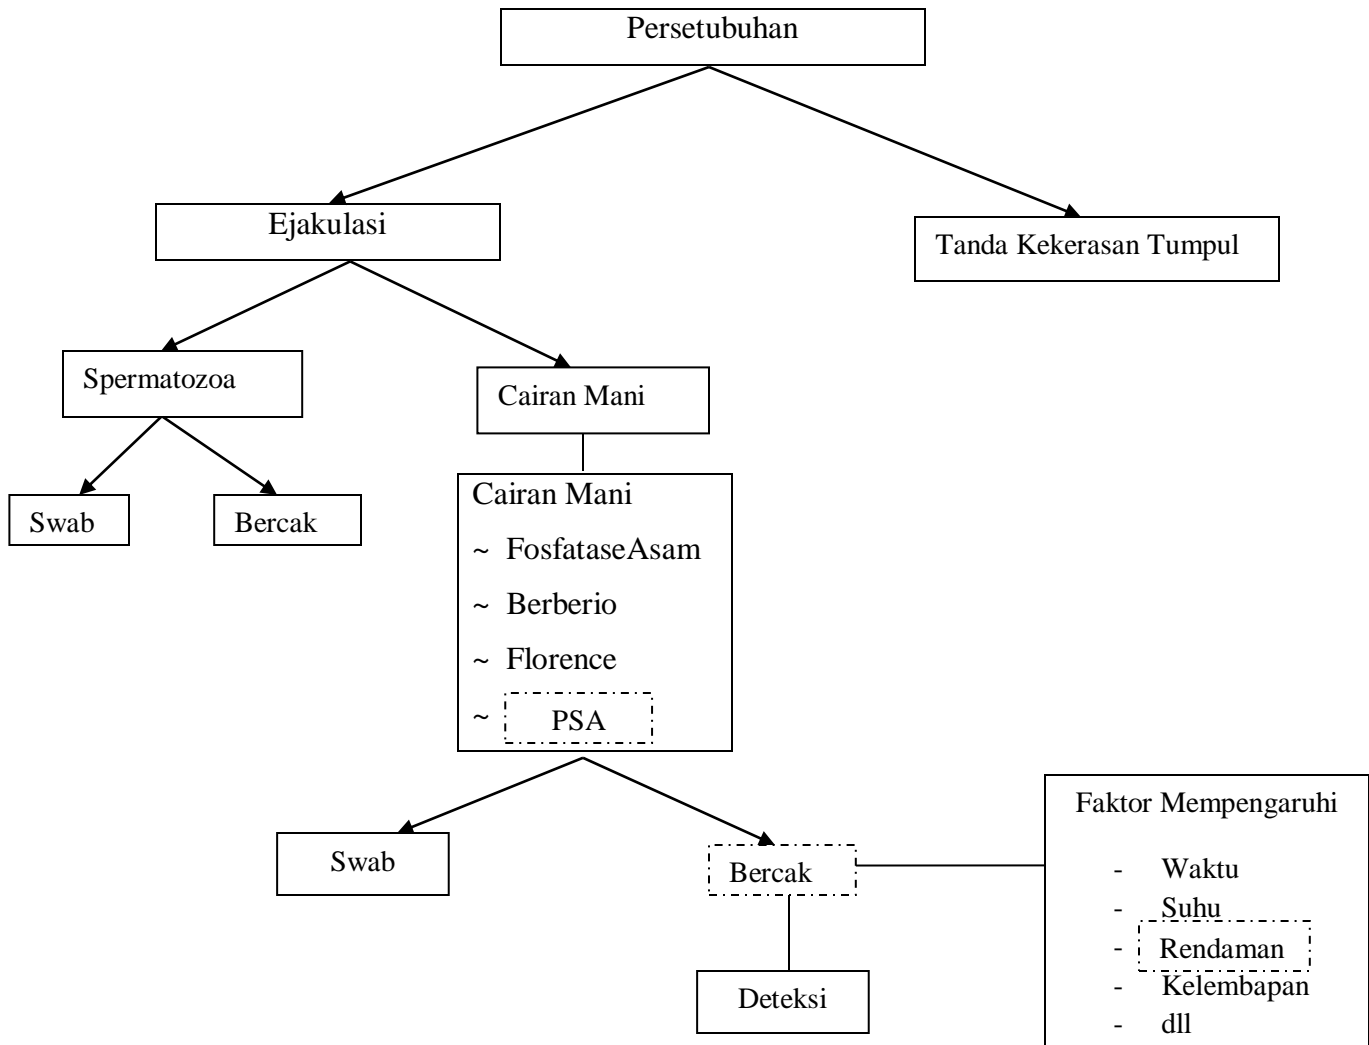 Persetubuhan
Ejakulasi
Tanda Kekerasan Tumpul
Spermatozoa
Cairan Mani
Swab
Bercak
Cairan Mani
~ FosfataseAsam
~ Berberio
~ Florence
~ PSA
Swab
Bercak
Deteksi
Faktor Mempengaruhi
- Waktu
- Suhu
- Rendaman
- Kelembapan
- dll